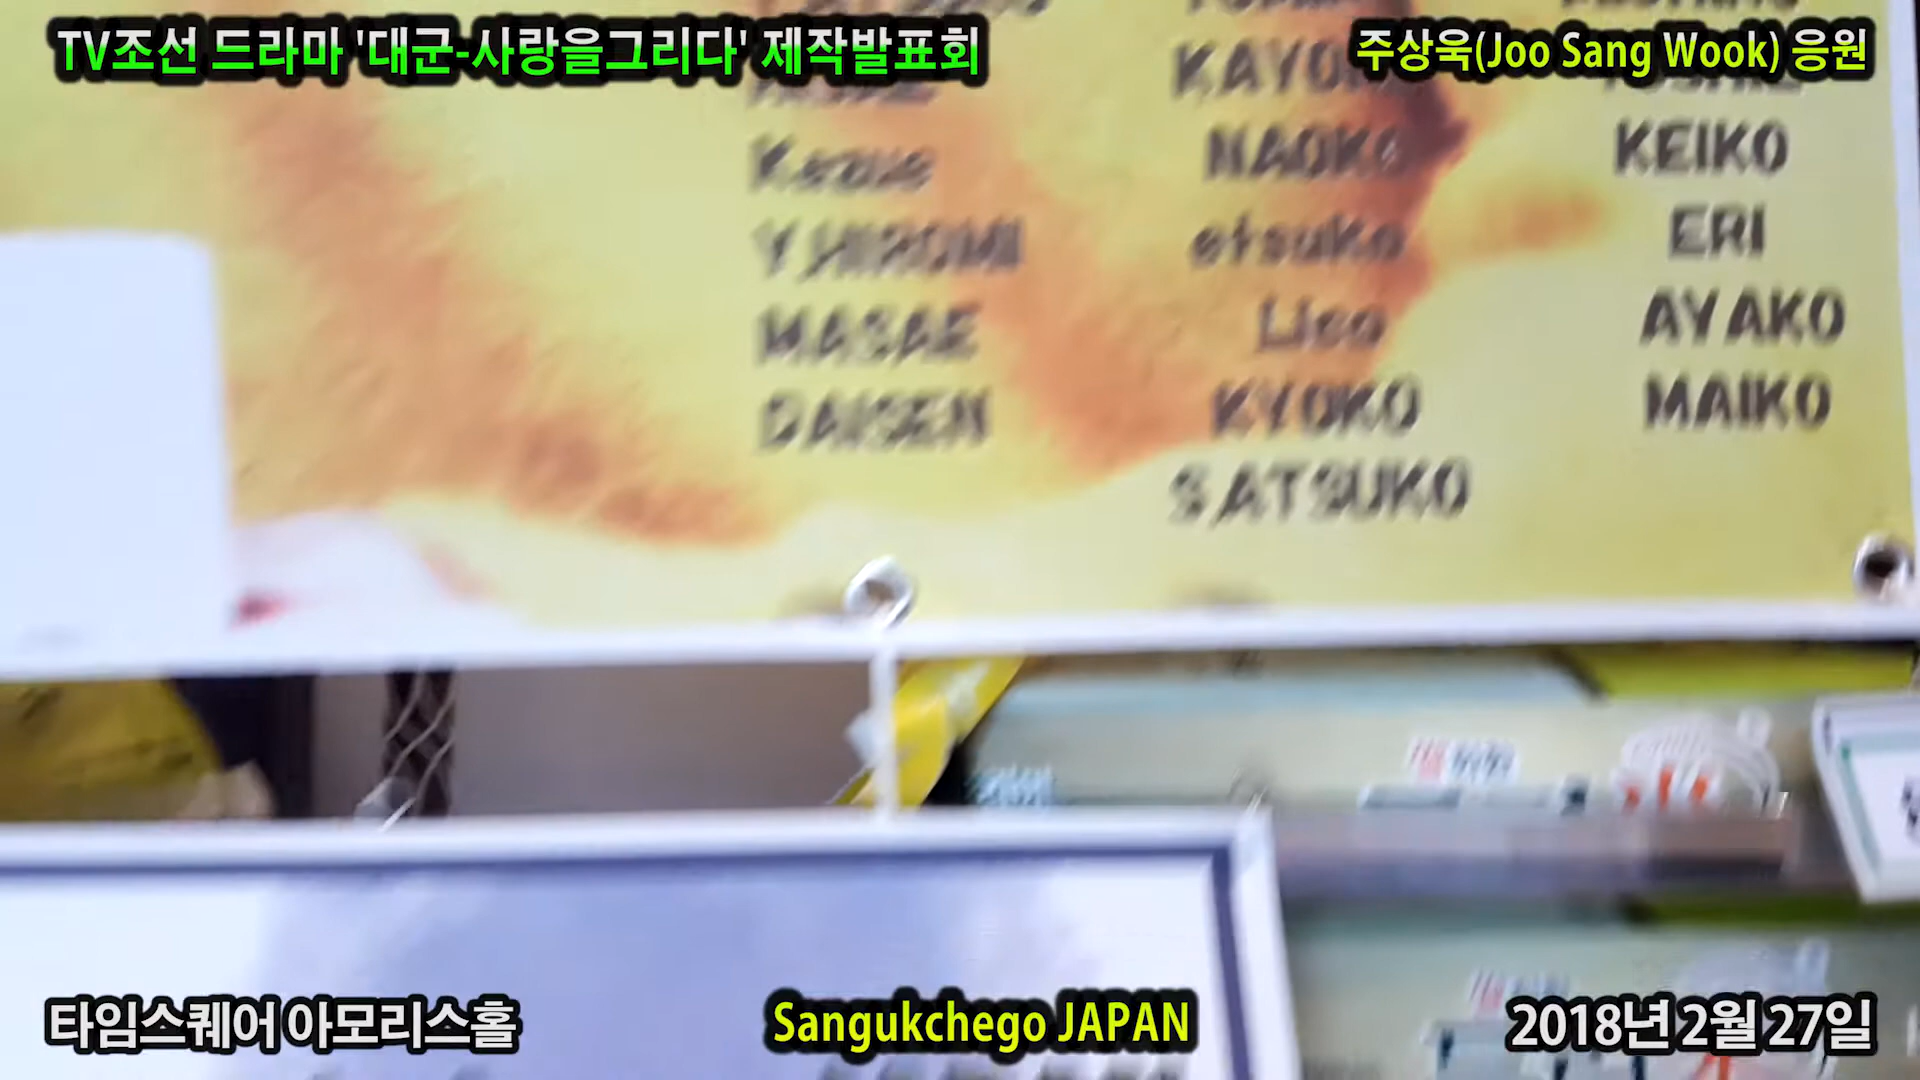 TV조선 드라마 '대군-사랑을그리다' 제작발표회
주상욱(Joo Sang Wook) 응원
Kazue
Y,HIROMI
MASAE
DAISEN
NAOKO
etsuko
Lico
KYOKO
SATSUKO
KEIKO
ERI
AYAKO
MAIKO
타임스퀘어 아모리스홀
Sangukchego JAPAN
2018년 2월 27일